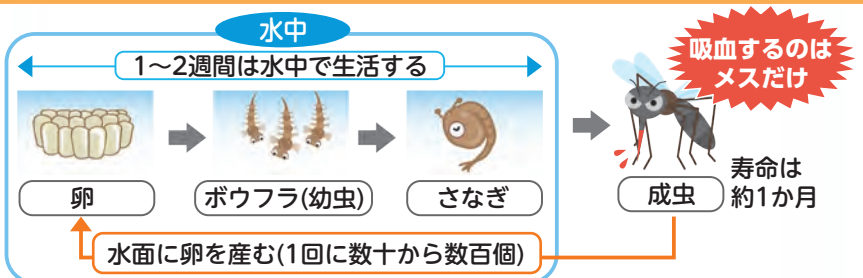 水中
1～2週間は水中で生活する
吸血するのは
メスだけ
卵
ボウフラ(幼虫)
さなぎ
成虫
寿命は
約1か月
水面に卵を産む(1回に数十から数百個)